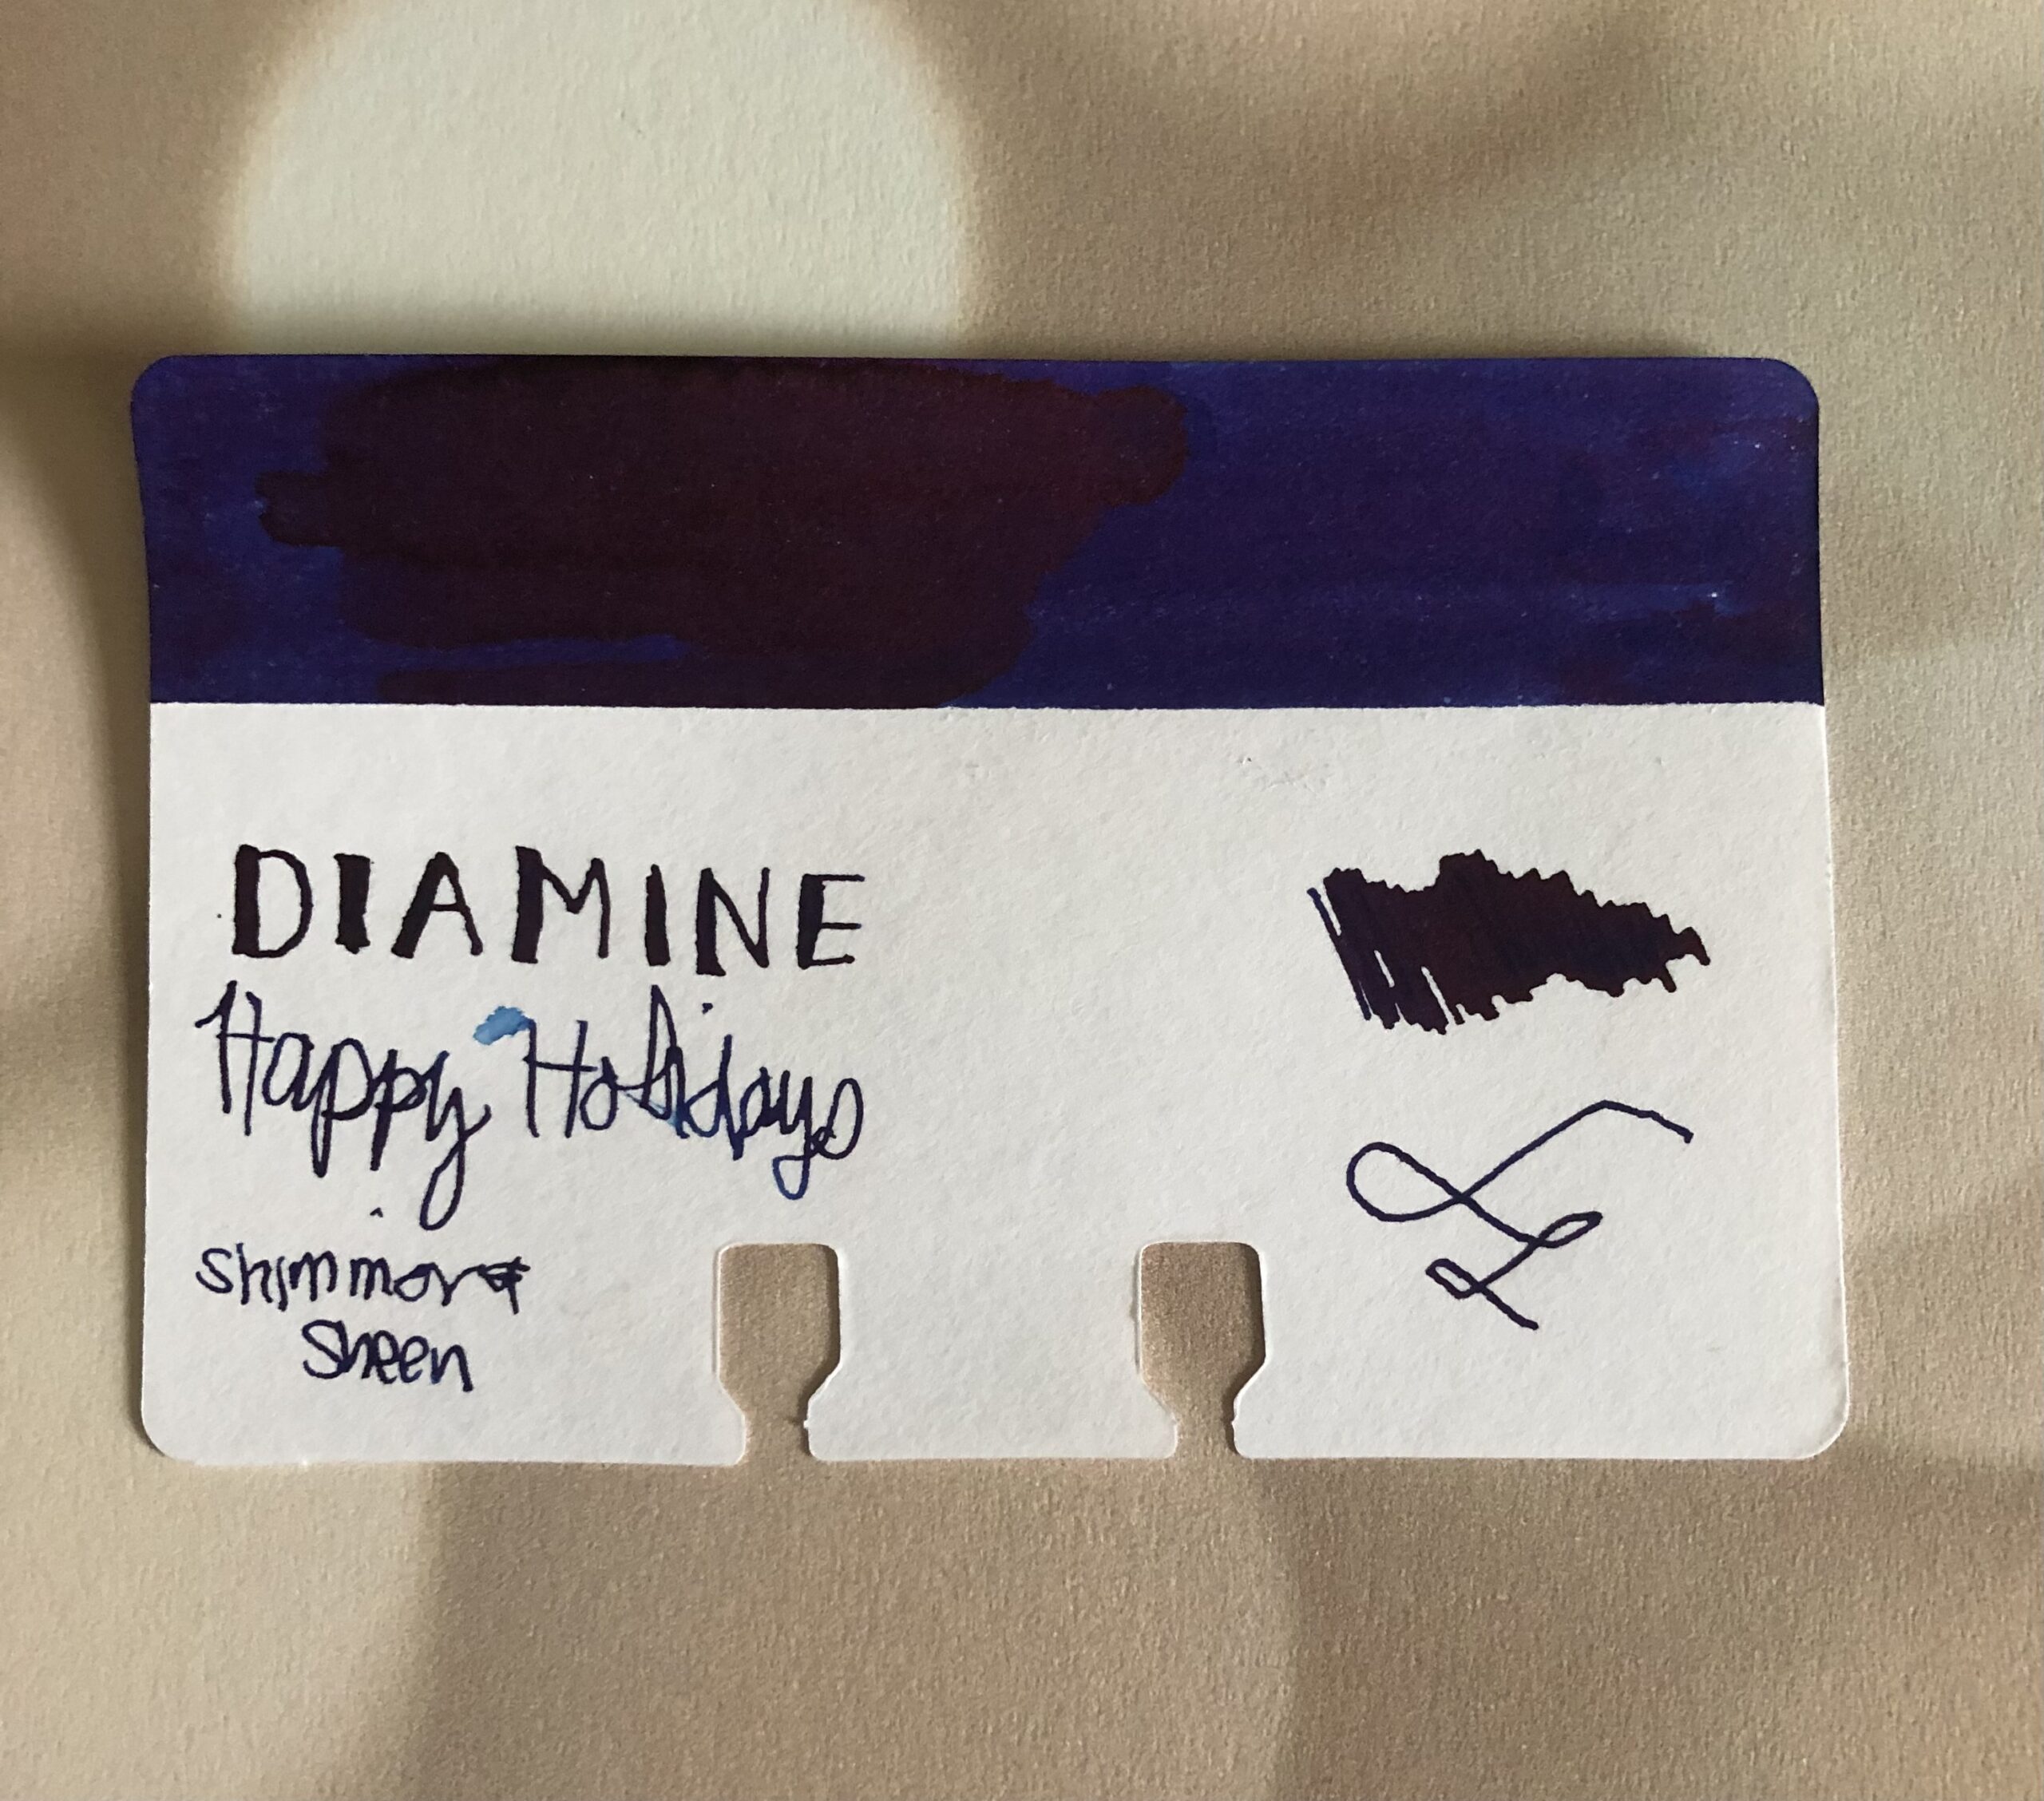 DIAMINE
Happy Holidays
shimmer &
Sheen